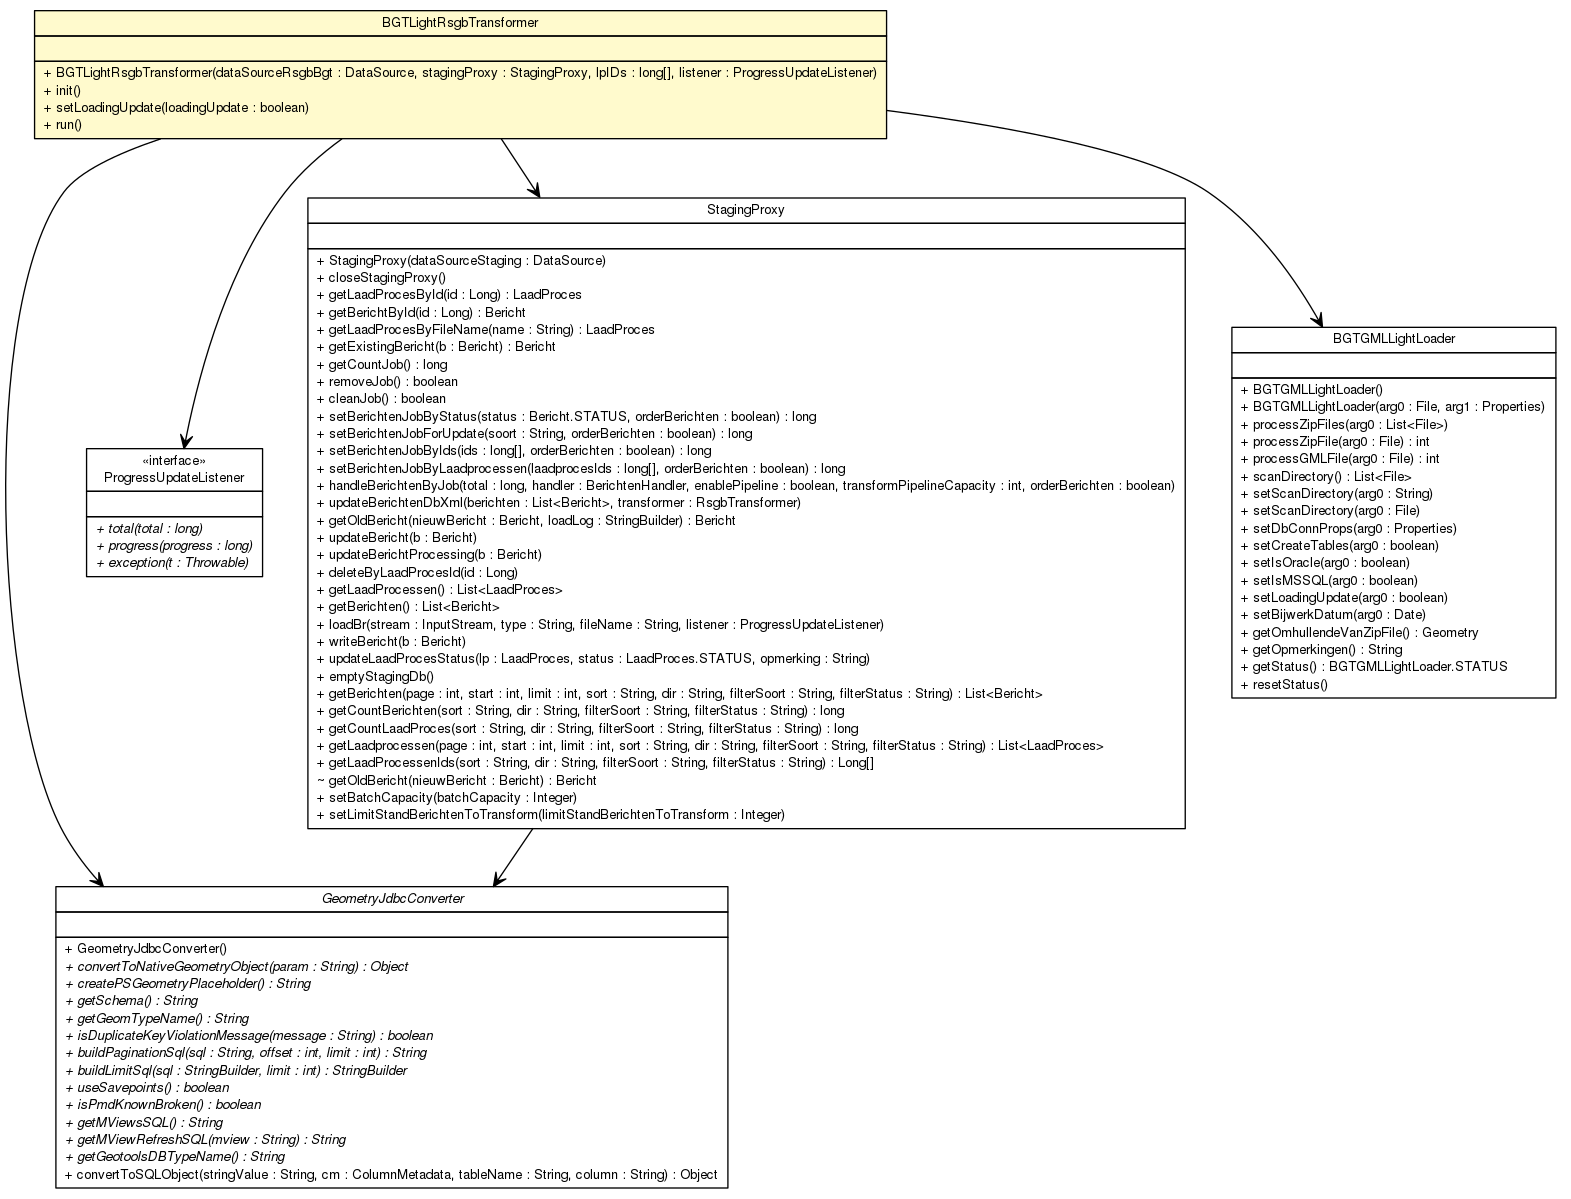 BGTLightRsgbTransformer
+ BGTLightRsgbTransformer(dataSourceRsgbBgt : DataSource, stagingProxy : StagingProxy, lpIDs : long[], listener : ProgressUpdateListener)
+ init()
+ setLoadingUpdate(loadingUpdate : boolean)
+ run()
StagingProxy
+ StagingProxy(dataSourceStaging : DataSource)
+ closeStagingProxy()
+ getLaadProcesById(id : Long) : LaadProces
+ getBerichtById(id : Long) : Bericht
+ getLaadProcesByFileName(name : String) : LaadProces
+ getExistingBericht(b : Bericht) : Bericht
+ getCountJob() : long
+ removeJob() : boolean
+ cleanJob() : boolean
+ setBerichtenJobByStatus(status : Bericht.STATUS, orderBerichten : boolean) : long
+ setBerichtenJobForUpdate(soort : String, orderBerichten : boolean) : long
+ setBerichtenJobByIds(ids : long[], orderBerichten : boolean) : long
+ setBerichtenJobByLaadprocessen(laadprocesIds : long[], orderBerichten : boolean) : long
+ handleBerichtenByJob(total : long, handler : BerichtenHandler, enablePipeline : boolean, transformPipelineCapacity : int, orderBerichten : boolean)
+ updateBerichtenDbXml(berichten : List<Bericht>, transformer : RsgbTransformer)
+ getOldBericht(nieuwBericht : Bericht, loadLog : StringBuilder) : Bericht
+ updateBericht(b : Bericht)
+ updateBerichtProcessing(b : Bericht)
+ deleteByLaadProcesId(id : Long)
+ getLaadProcessen() : List<LaadProces>
+ getBerichten() : List<Bericht>
+ loadBr(stream : InputStream, type : String, fileName : String, listener : ProgressUpdateListener)
+ writeBericht(b : Bericht)
+ updateLaadProcesStatus(lp : LaadProces, status : LaadProces.STATUS, opmerking : String)
+ emptyStagingDb()
+ getBerichten(page : int, start : int, limit : int, sort : String, dir : String, filterSoort : String, filterStatus : String) : List<Bericht>
+ getCountBerichten(sort : String, dir : String, filterSoort : String, filterStatus : String) : long
+ getCountLaadProces(sort : String, dir : String, filterSoort : String, filterStatus : String) : long
+ getLaadprocessen(page : int, start : int, limit : int, sort : String, dir : String, filterSoort : String, filterStatus : String) : List<LaadProces>
+ getLaadProcessenIds(sort : String, dir : String, filterSoort : String, filterStatus : String) : Long[]
~ getOldBericht(nieuwBericht : Bericht) : Bericht
+ setBatchCapacity(batchCapacity : Integer)
+ setLimitStandBerichtenToTransform(limitStandBerichtenToTransform : Integer)
BGTGMLLightLoader
+ BGTGMLLightLoader()
+ BGTGMLLightLoader(arg0 : File, arg1 : Properties)
+ processZipFiles(arg0 : List<File>)
+ processZipFile(arg0 : File) : int
+ processGMLFile(arg0 : File) : int
+ scanDirectory() : List<File>
+ setScanDirectory(arg0 : String)
+ setScanDirectory(arg0 : File)
+ setDbConnProps(arg0 : Properties)
+ setCreateTables(arg0 : boolean)
+ setIsOracle(arg0 : boolean)
+ setIsMSSQL(arg0 : boolean)
+ setLoadingUpdate(arg0 : boolean)
+ setBijwerkDatum(arg0 : Date)
+ getOmhullendeVanZipFile() : Geometry
+ getOpmerkingen() : String
+ getStatus() : BGTGMLLightLoader.STATUS
+ resetStatus()
«interface»
ProgressUpdateListener
+ total(total : long)
+ progress(progress : long)
+ exception(t : Throwable)
GeometryJdbcConverter
+ GeometryJdbcConverter()
+ convertToNativeGeometryObject(param : String) : Object
+ createPSGeometryPlaceholder() : String
+ getSchema() : String
+ getGeomTypeName() : String
+ isDuplicateKeyViolationMessage(message : String) : boolean
+ buildPaginationSql(sql : String, offset : int, limit : int) : String
+ buildLimitSql(sql : StringBuilder, limit : int) : StringBuilder
+ useSavepoints() : boolean
+ isPmdKnownBroken() : boolean
+ getMViewsSQL() : String
+ getMViewRefreshSQL(mview : String) : String
+ getGeotoolsDBTypeName() : String
+ convertToSQLObject(stringValue : String, cm : ColumnMetadata, tableName : String, column : String) : Object